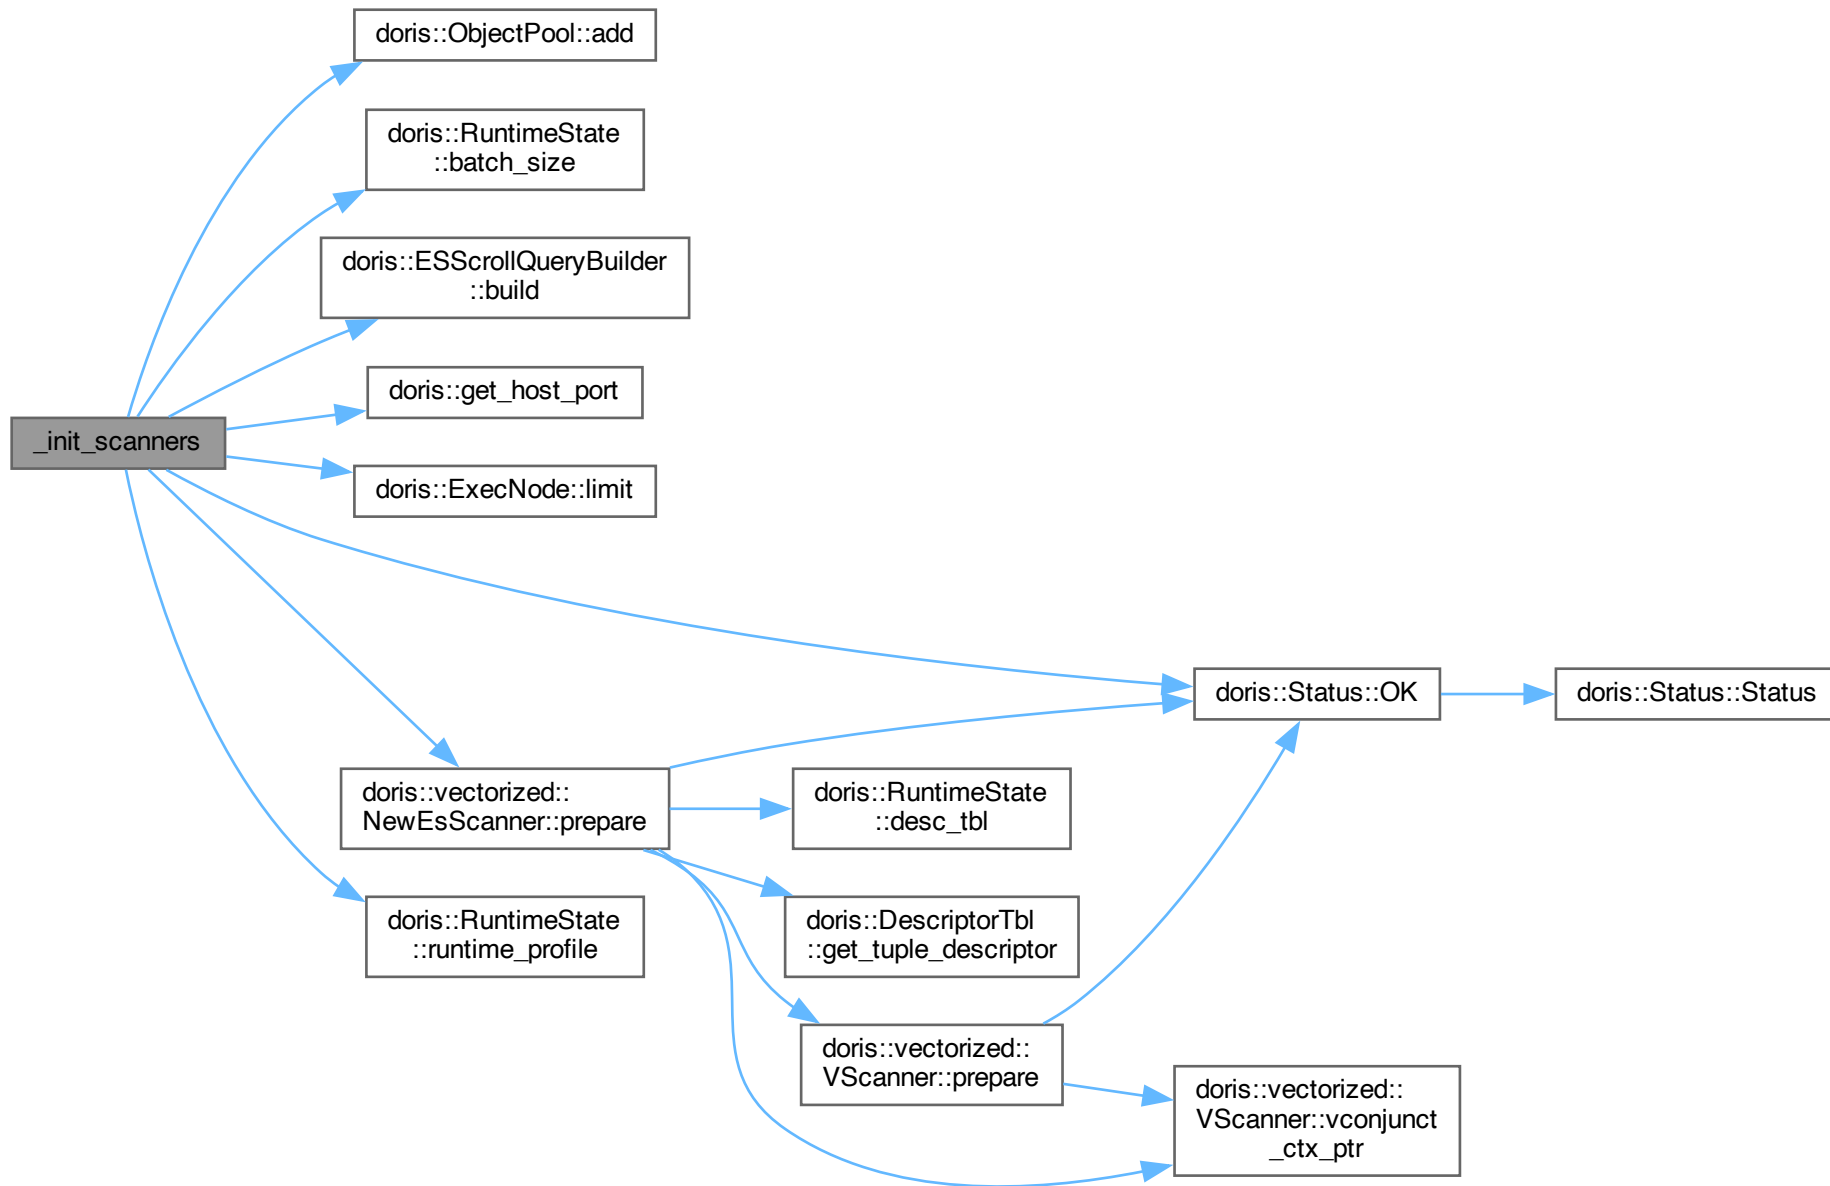 doris::ObjectPool::add
doris::RuntimeState
::batch_size
doris::ESScrollQueryBuilder
::build
doris::get_host_port
_init_scanners
doris::ExecNode::limit
doris::Status::OK
doris::Status::Status
doris::vectorized::
NewEsScanner::prepare
doris::RuntimeState
::desc_tbl
doris::RuntimeState
::runtime_profile
doris::DescriptorTbl
::get_tuple_descriptor
doris::vectorized::
VScanner::prepare
doris::vectorized::
VScanner::vconjunct
_ctx_ptr